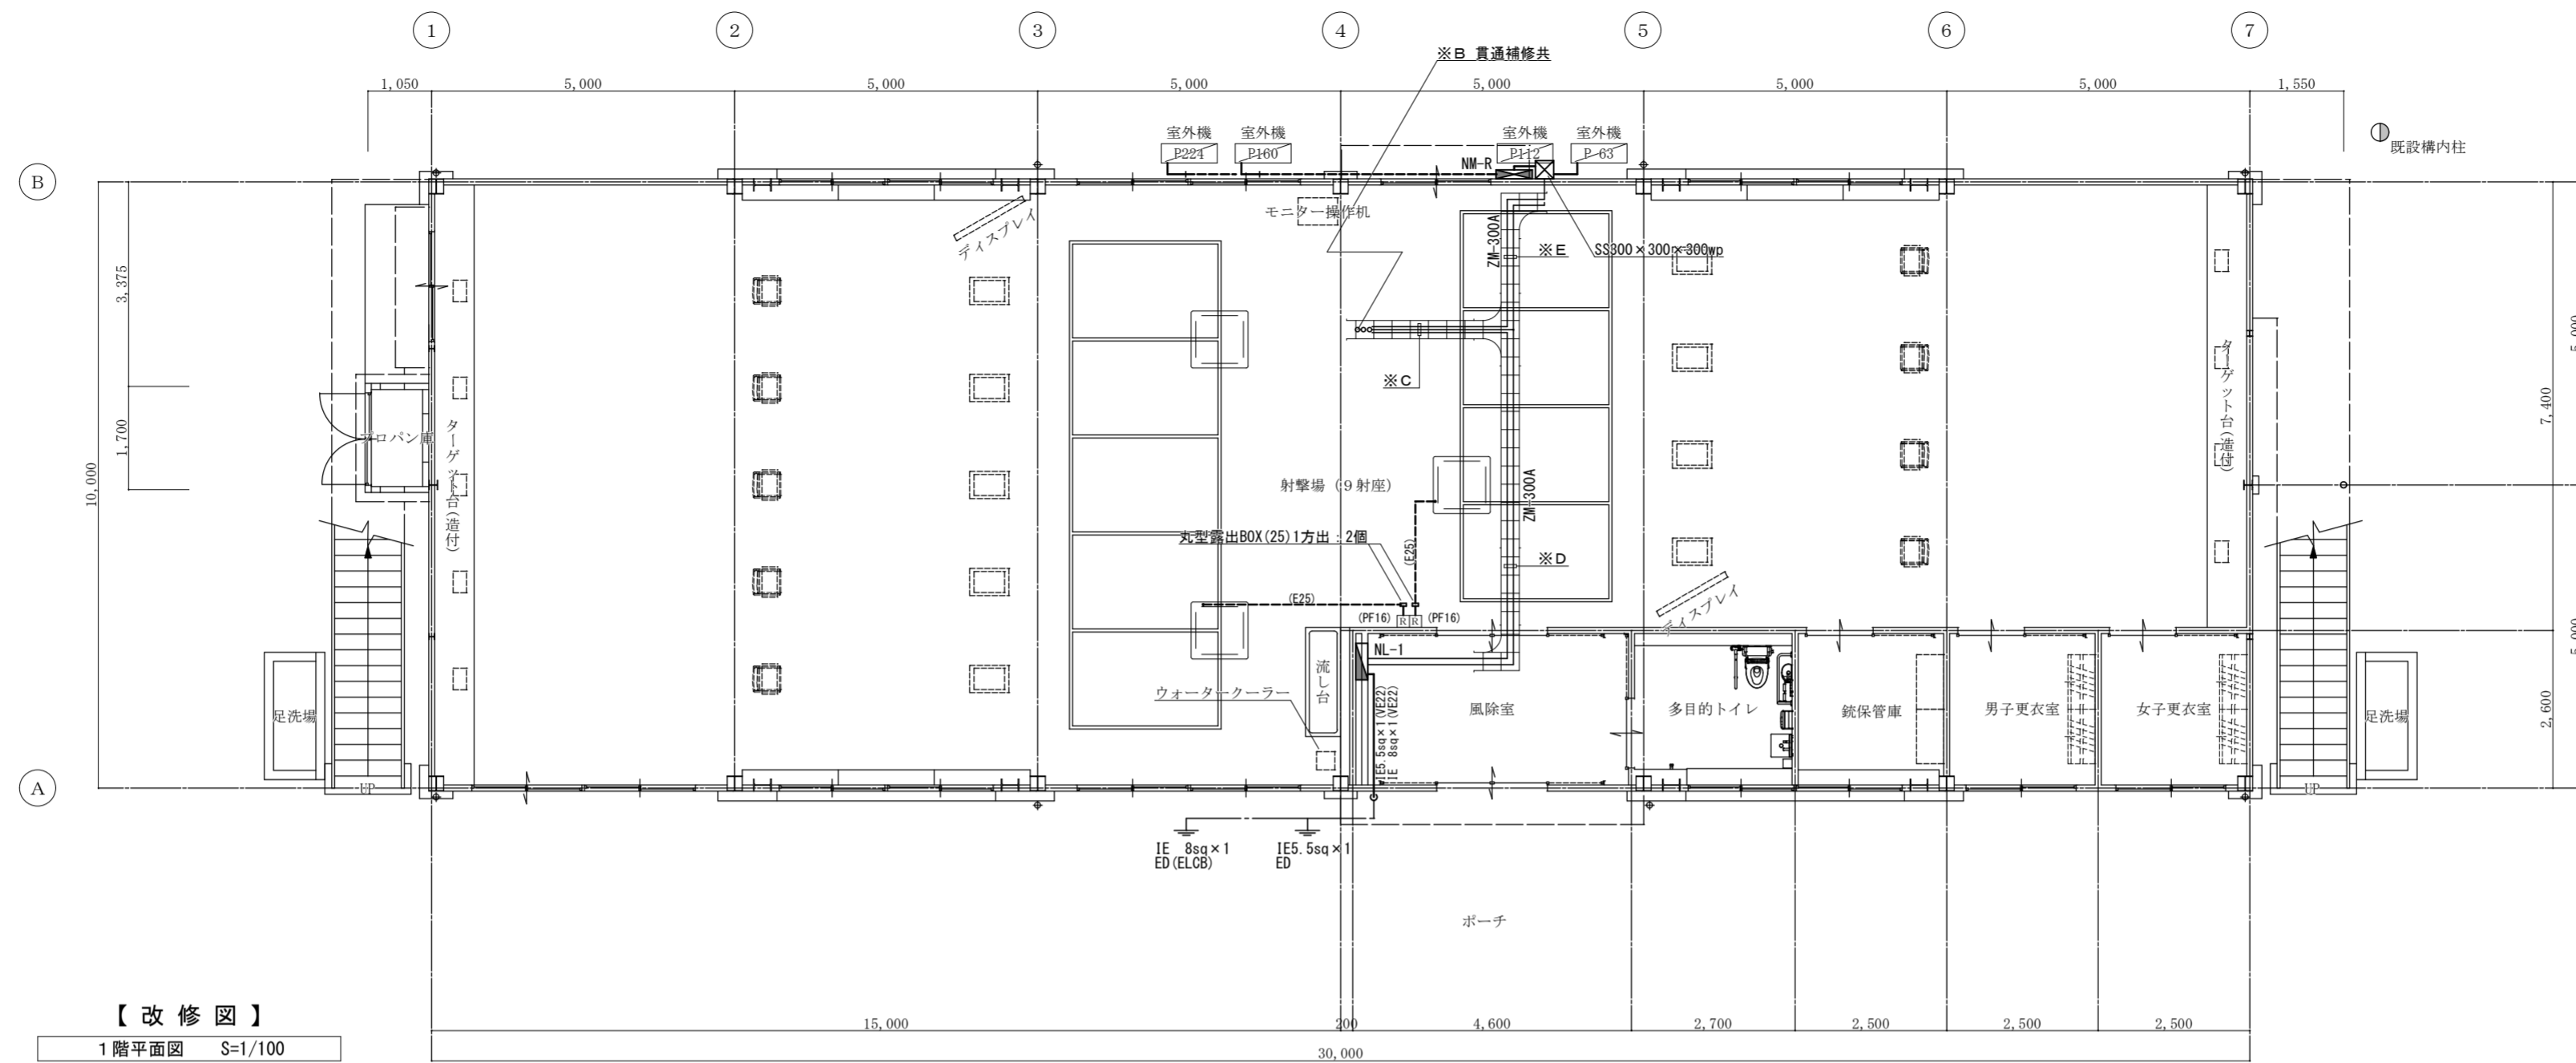 1
2
3
4
5
6
7
※B 貫通補修共
1,050
5,000
5,000
5,000
5,000
5,000
5,000
1,550
室外機
P224
室外機
P160
室外機
P112
室外機
P-63
既設構内柱
B
NM-R
モニター操作机
ディスプレイ
ZM-300A
※E
SS300×300×300wp
3,375
1,700
10,000
※C
プロパン庫
ターゲット台(造付)
ターゲット台(造付)
5,000
7,400
射撃場(9射座)
ZM-300A
丸型露出BOX(25)1方出:2個
(E25)
※D
(E25)
(PF16)
R
R
(PF16)
ディスプレイ
5,000
NL-1
流し台
ウォータークーラー
IE5.5sq×1(VE22)
IE 8sq×1(VE22)
風除室
多目的トイレ
銃保管庫
男子更衣室
女子更衣室
足洗場
足洗場
2,600
A
UP
UP
IE 8sq×1
ED(ELCB)
IE5.5sq×1
ED
ポーチ
【改修図】
1階平面図 S=1/100
15,000
200
4,600
2,700
2,500
2,500
2,500
30,000